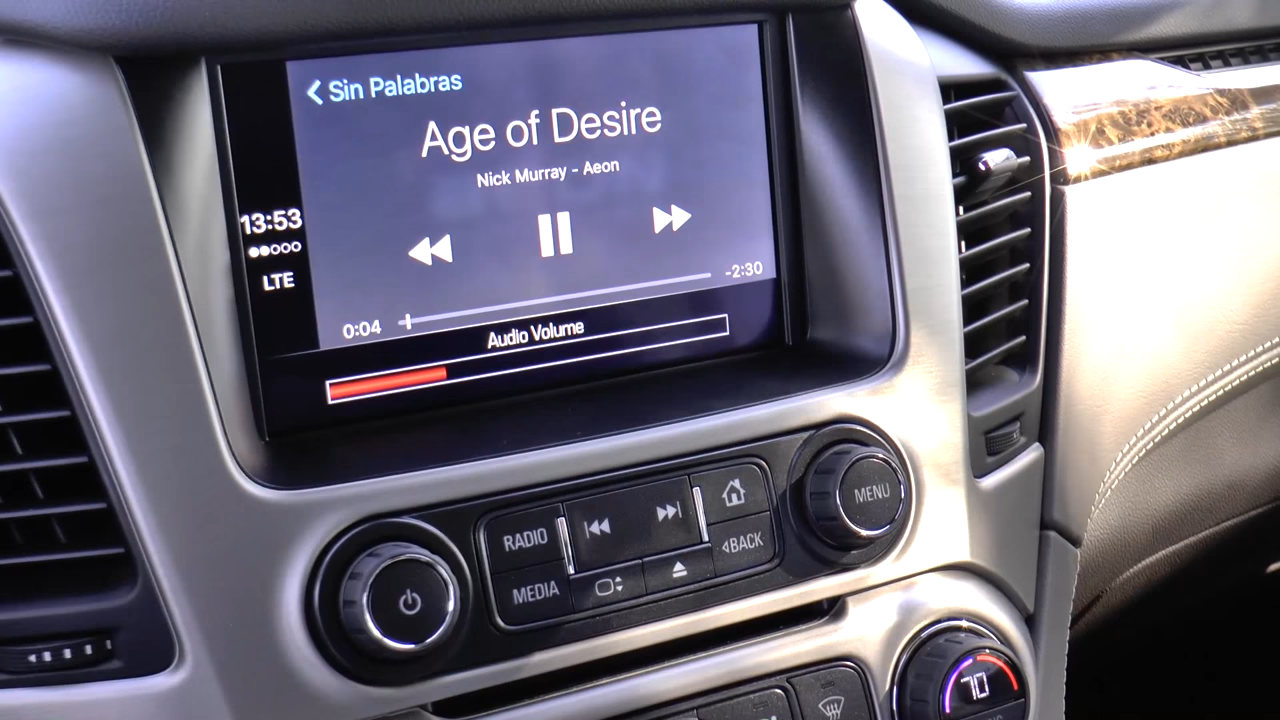 Sin Palabras
Age of Desire
Nick Murray - Aeon
13:53
LTE
0:04
-2:30
Audio Volume
RADIO
MEDIA
BACK
MENU
70